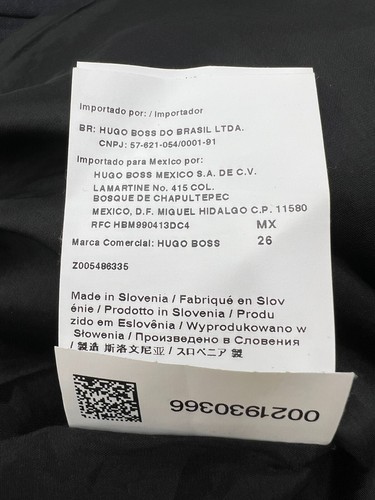 Importado por: / Importador
BR: HUGO BOSS DO BRASIL LTDA.
CNPJ: 57-621-054/0001-91
Importado para Mexico por:
HUGO BOSS MEXICO S.A. DE C.V.
LAMARTINE No. 415 COL.
BOSQUE DE CHAPULTEPEC
MEXICO, D.F. MIGUEL HIDALGO C.P. 11580
RFC HBM990413DC4 MX
Marca Comercial: HUGO BOSS 26
Z005486335
Made in Slovenia / Fabriqué en Slov
énie / Prodotto in Slovenia / Produ
zido em Eslovênia / Wyprodukowano w
Słowenia / Произведено в Словения
/ 製造 斯洛文尼亚 / スロベニア 製
0021930366